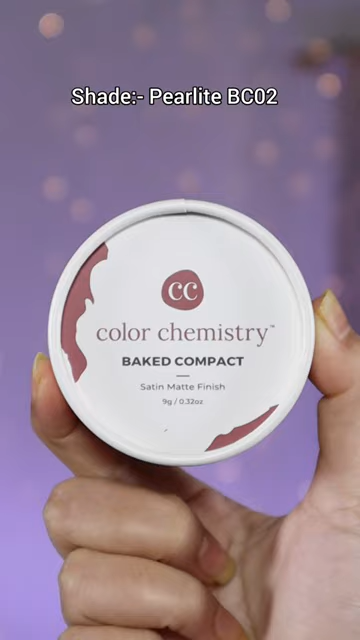 Shade:- Pearlite BC02
CC
color chemistry™
BAKED COMPACT
Satin Matte Finish
9g / 0.32oz